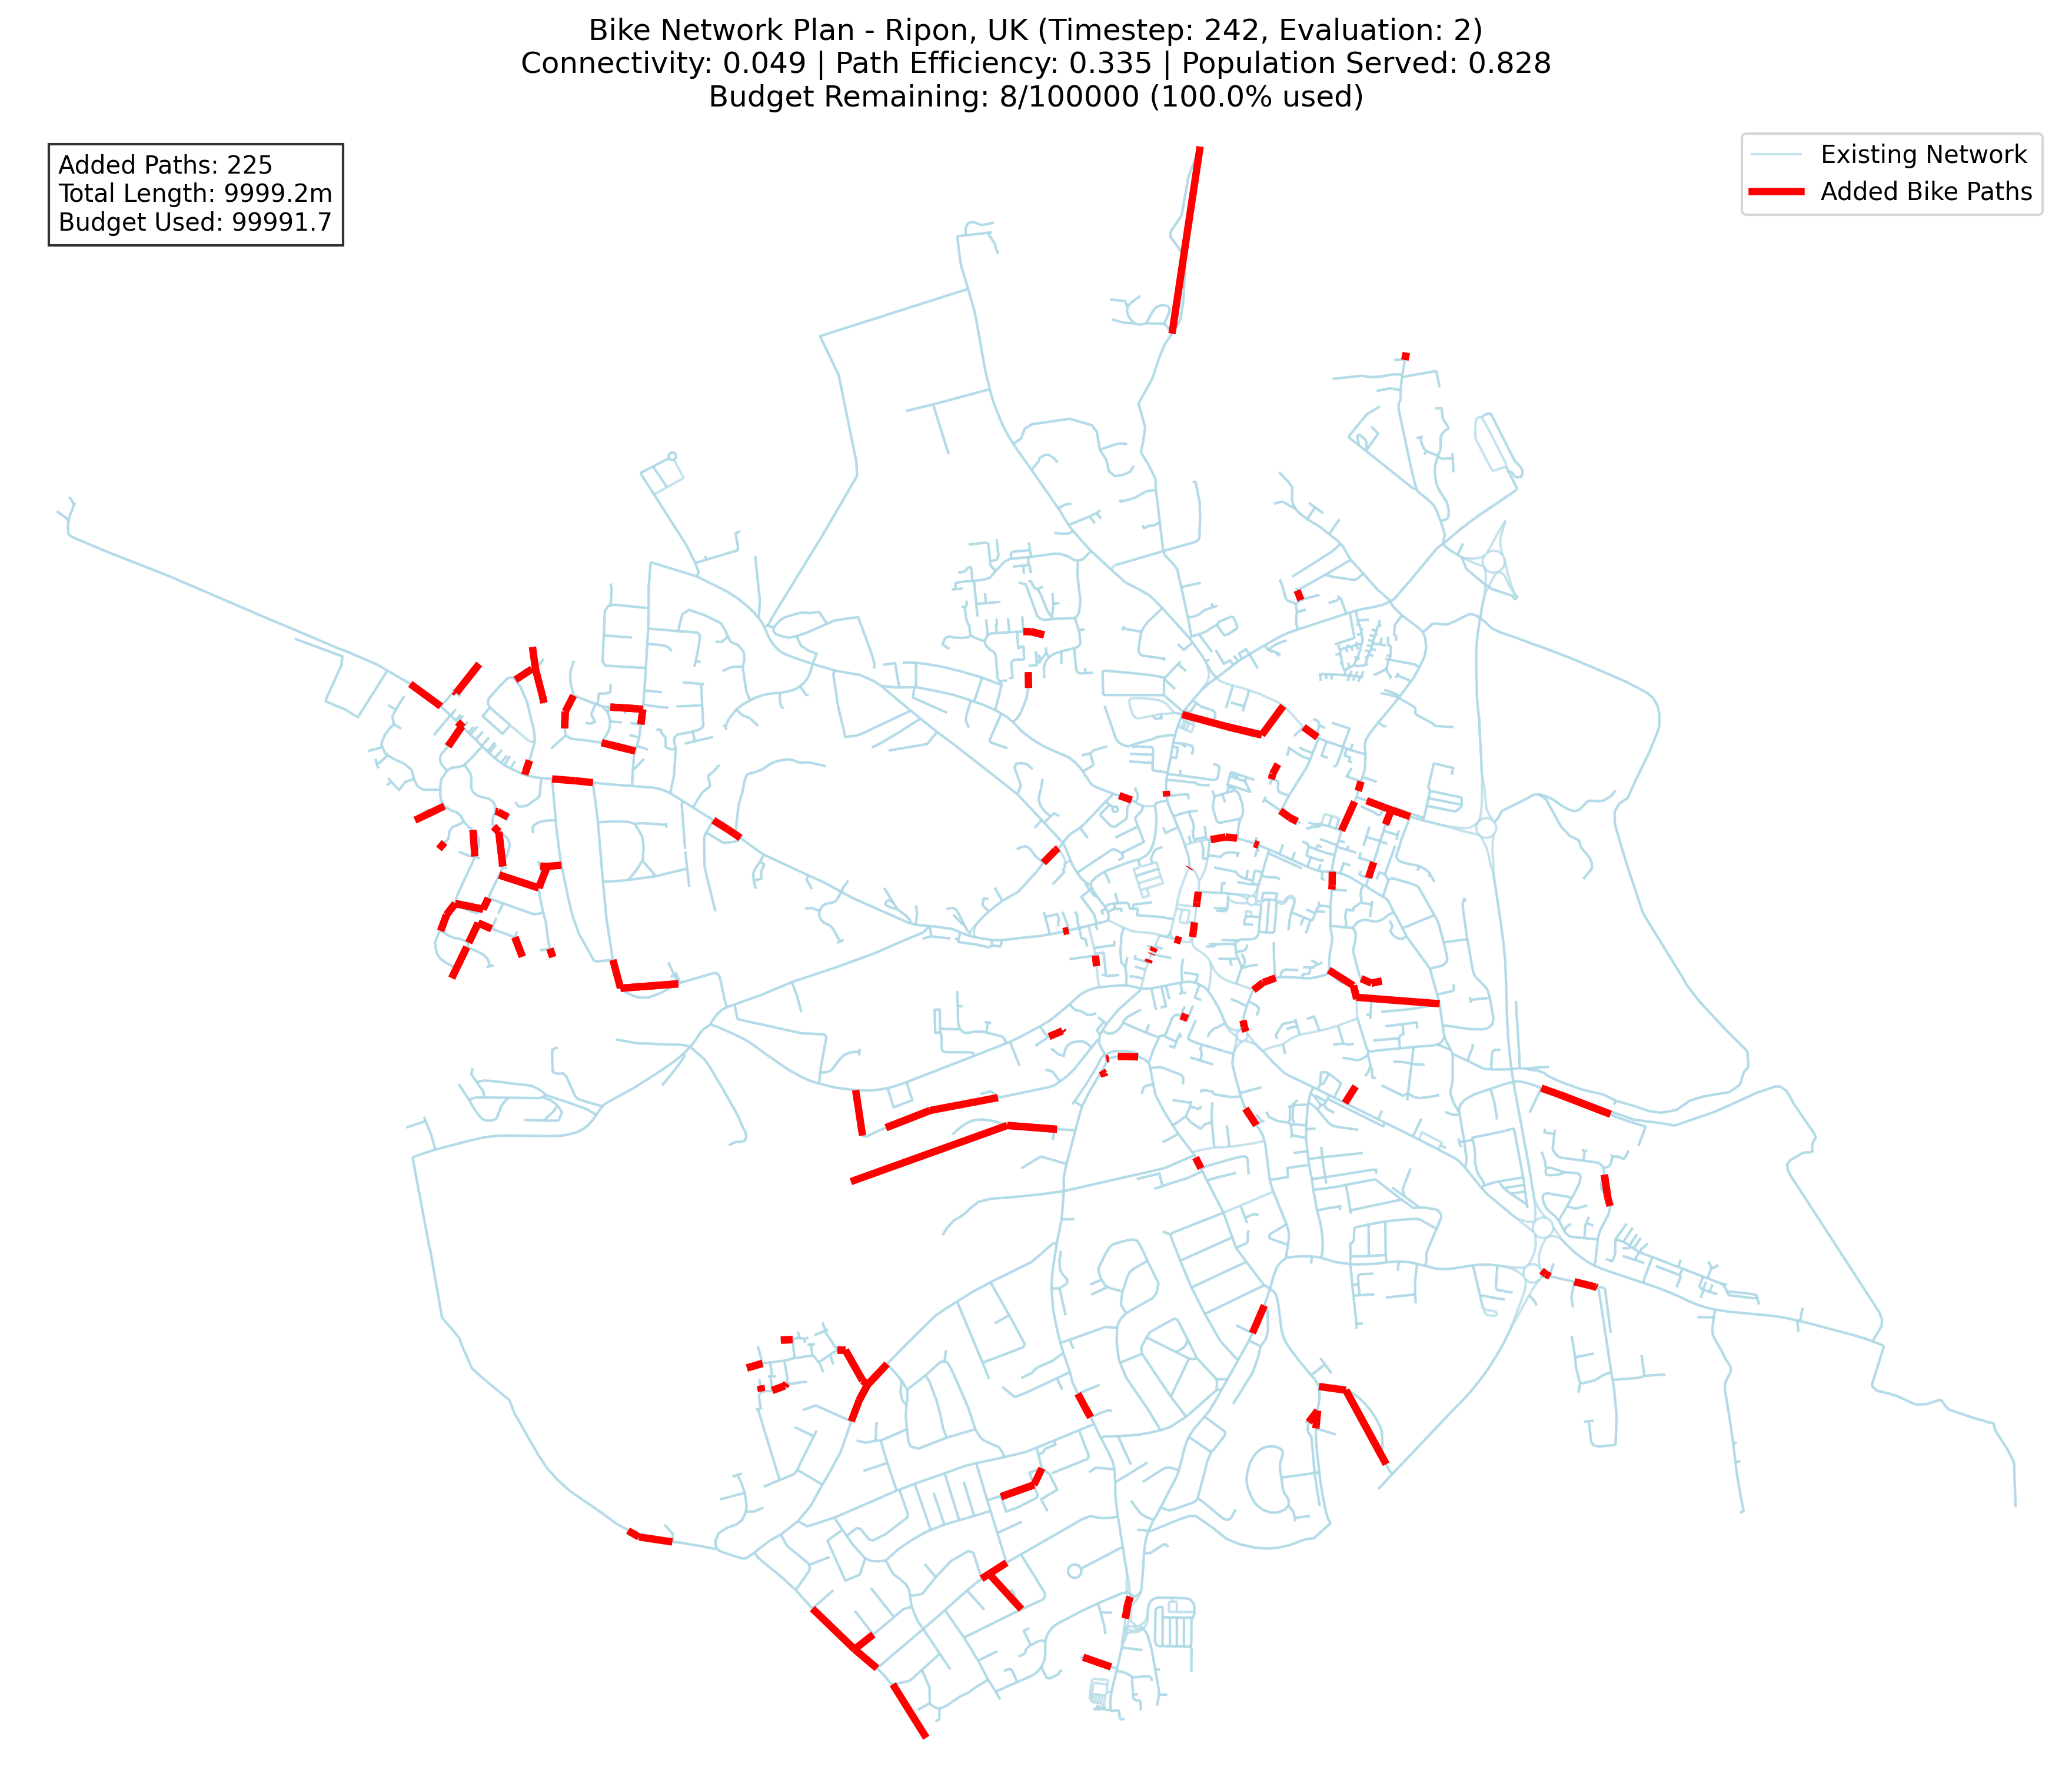 Bike Network Plan - Ripon, UK (Timestep: 242, Evaluation: 2)
Connectivity: 0.049 | Path Efficiency: 0.335 | Population Served: 0.828
Budget Remaining: 8/100000 (100.0% used)
Added Paths: 225
Total Length: 9999.2m
Budget Used: 99991.7
Existing Network
Added Bike Paths